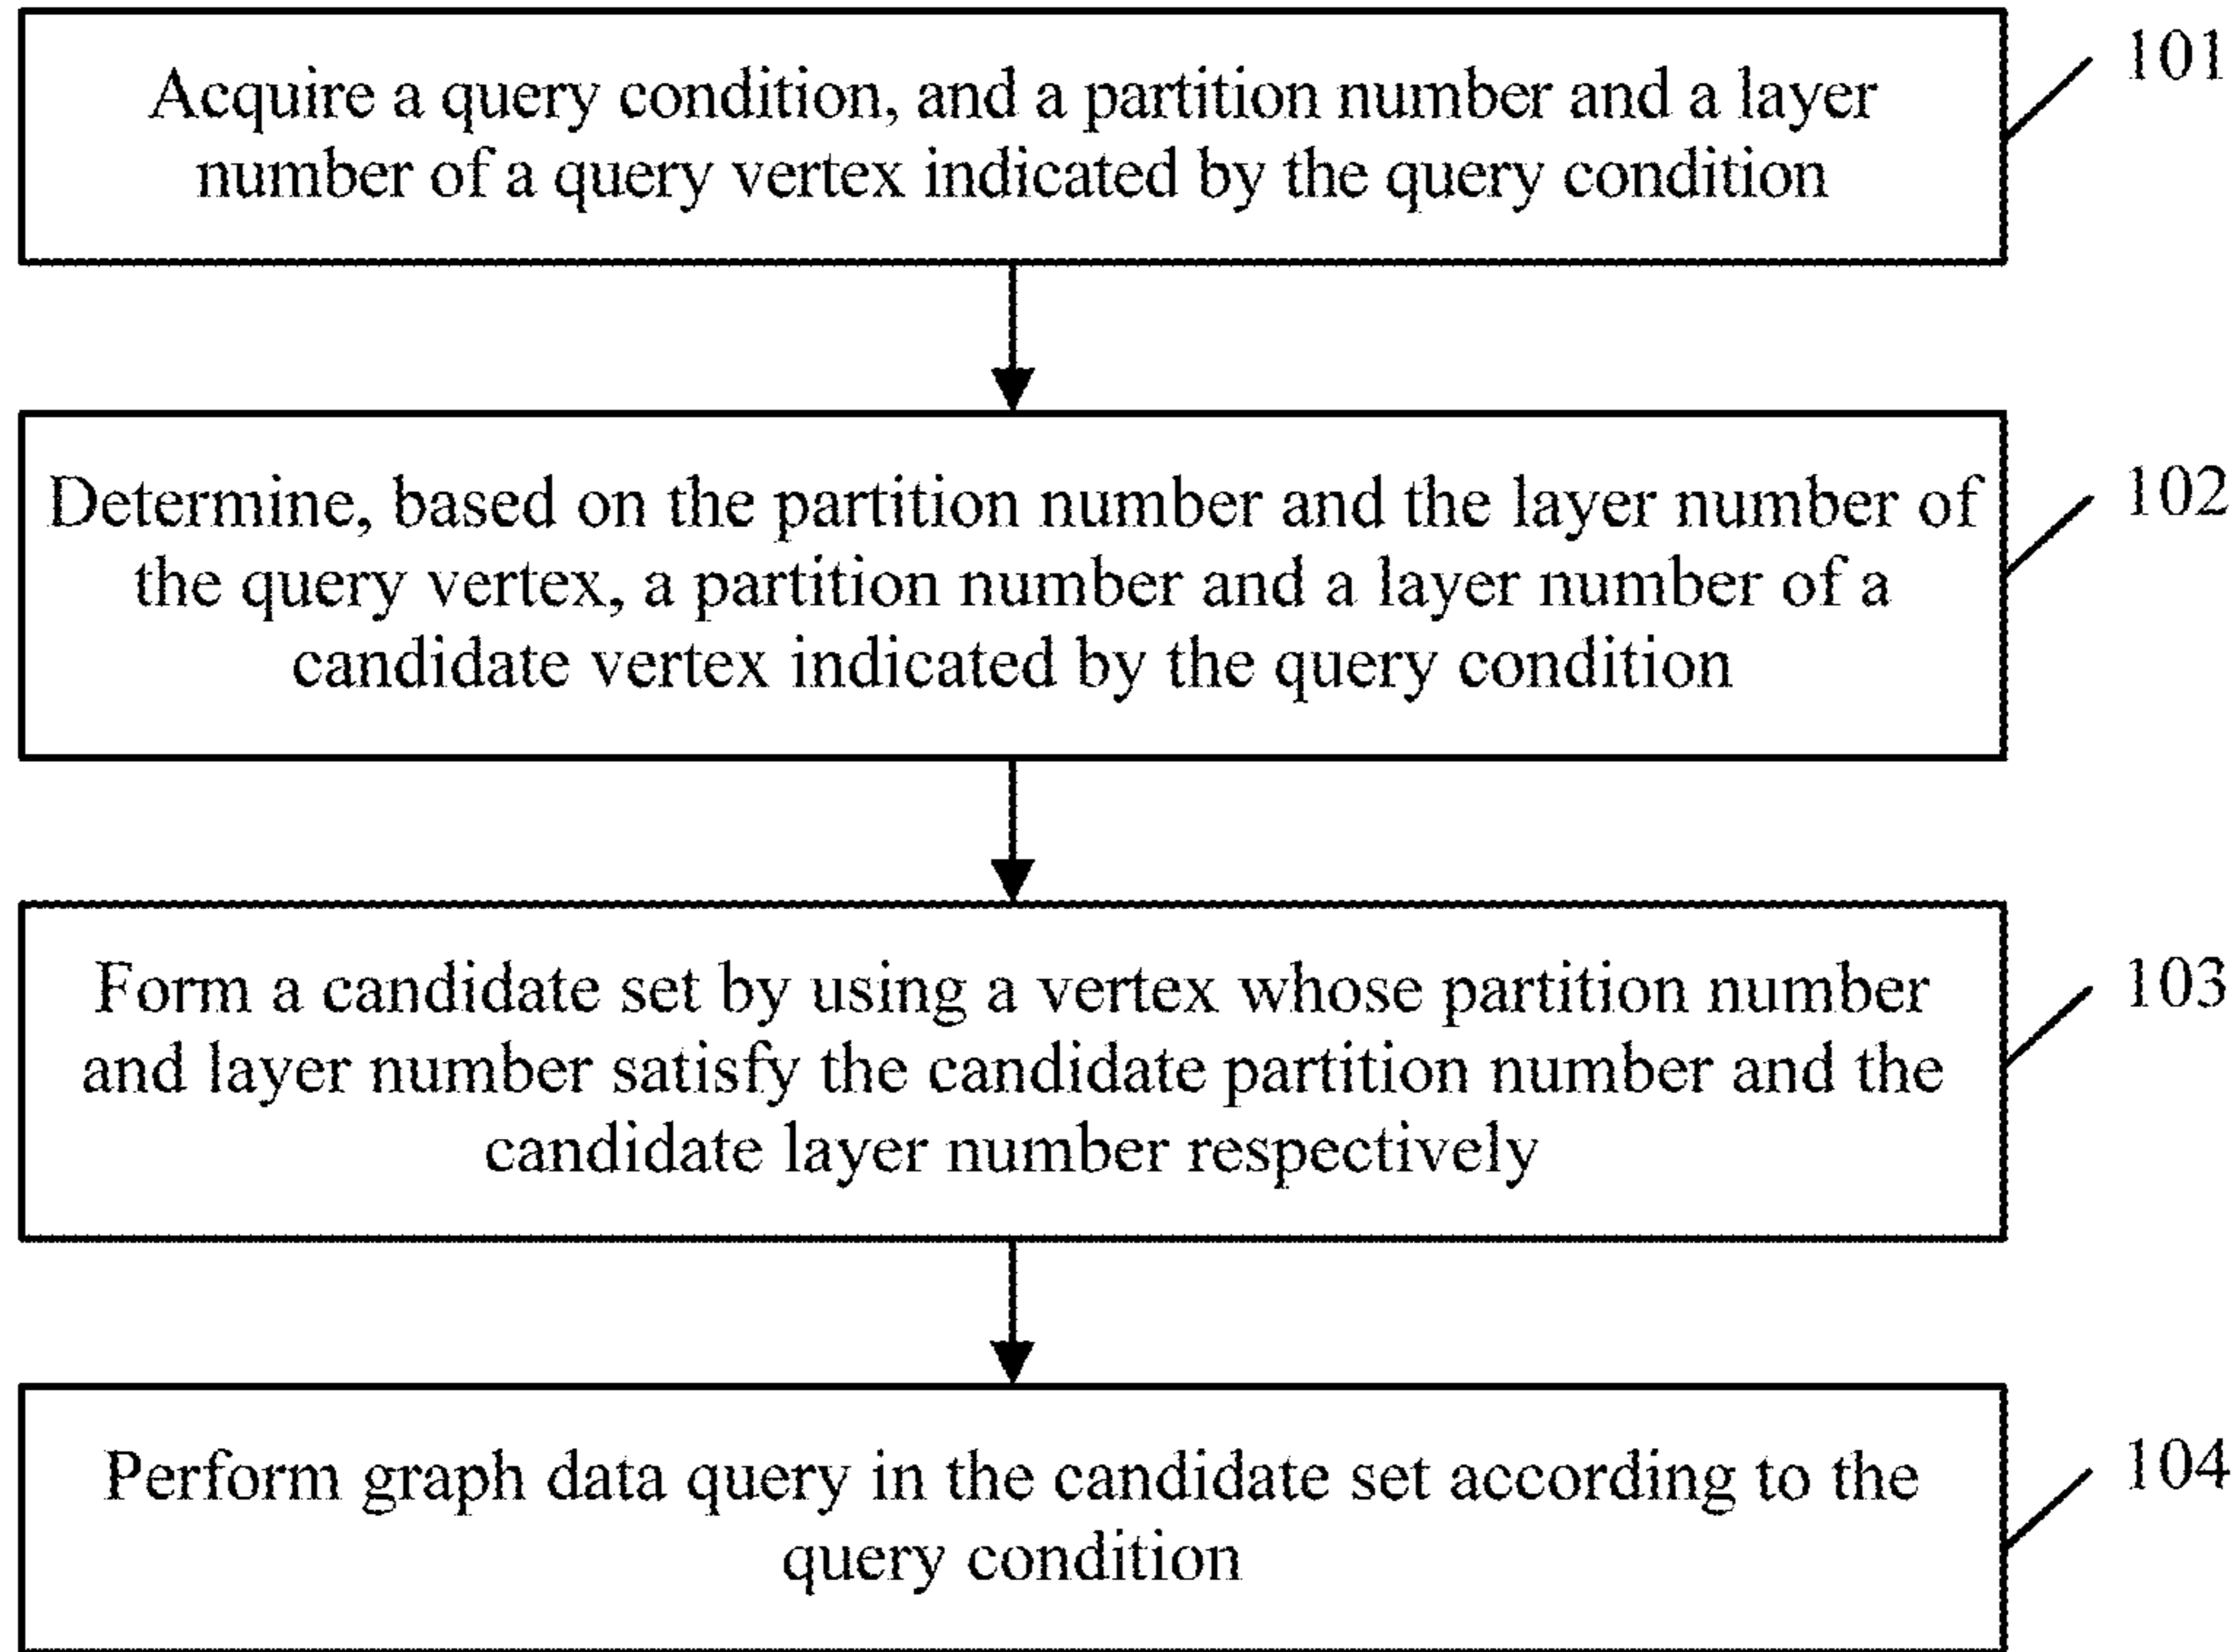 Acquire a query condition, and a partition number and a layer
number of a query vertex indicated by the query condition
101
Determine, based on the partition number and the layer number of
the query vertex, a partition number and a layer number of a
candidate vertex indicated by the query condition
102
Form a candidate set by using a vertex whose partition number
and layer number satisfy the candidate partition number and the
candidate layer number respectively
103
Perform graph data query in the candidate set according to the
query condition
104